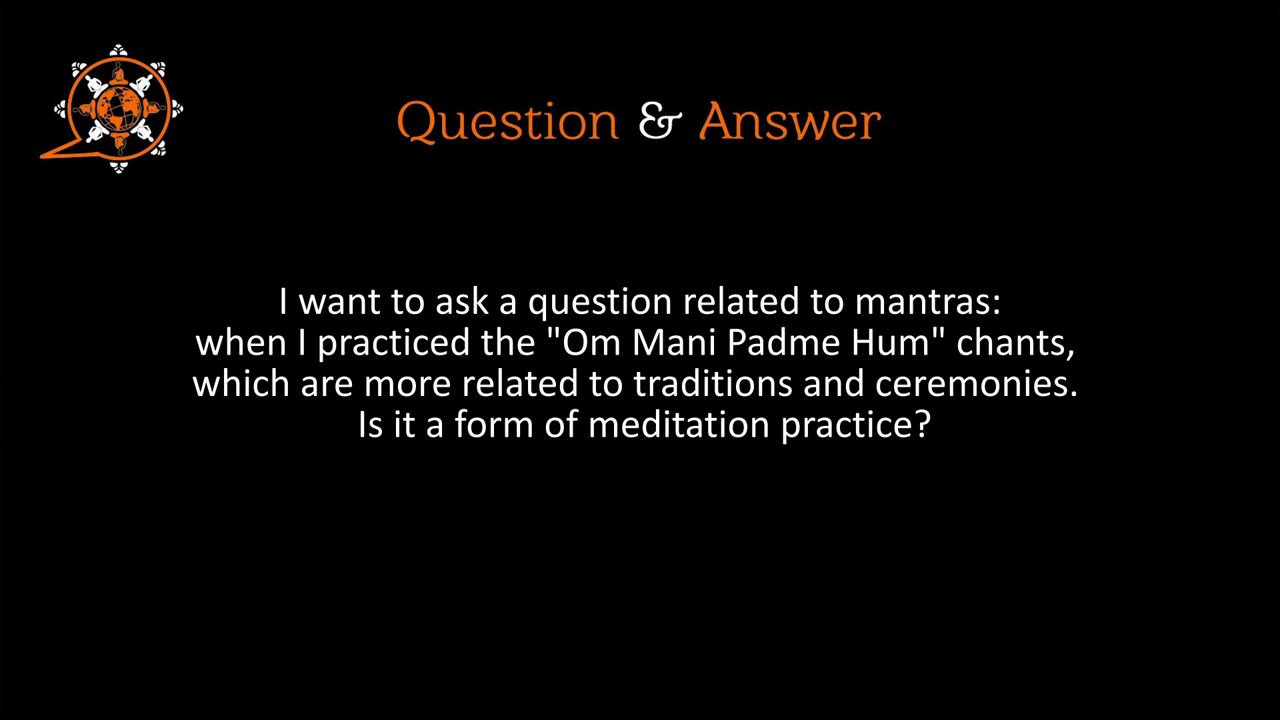 Question & Answer
I want to ask a question related to mantras:
when I practiced the "Om Mani Padme Hum" chants,
which are more related to traditions and ceremonies.
Is it a form of meditation practice?